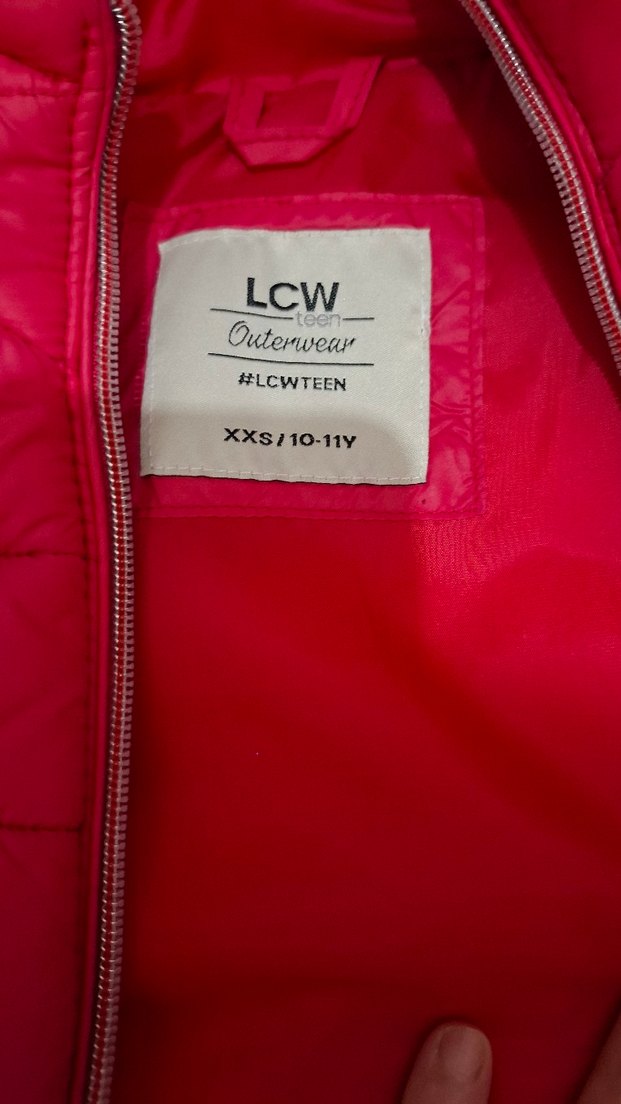 LCW
teen
Outerwear
#LCWTEEN
XXS/10-11Y